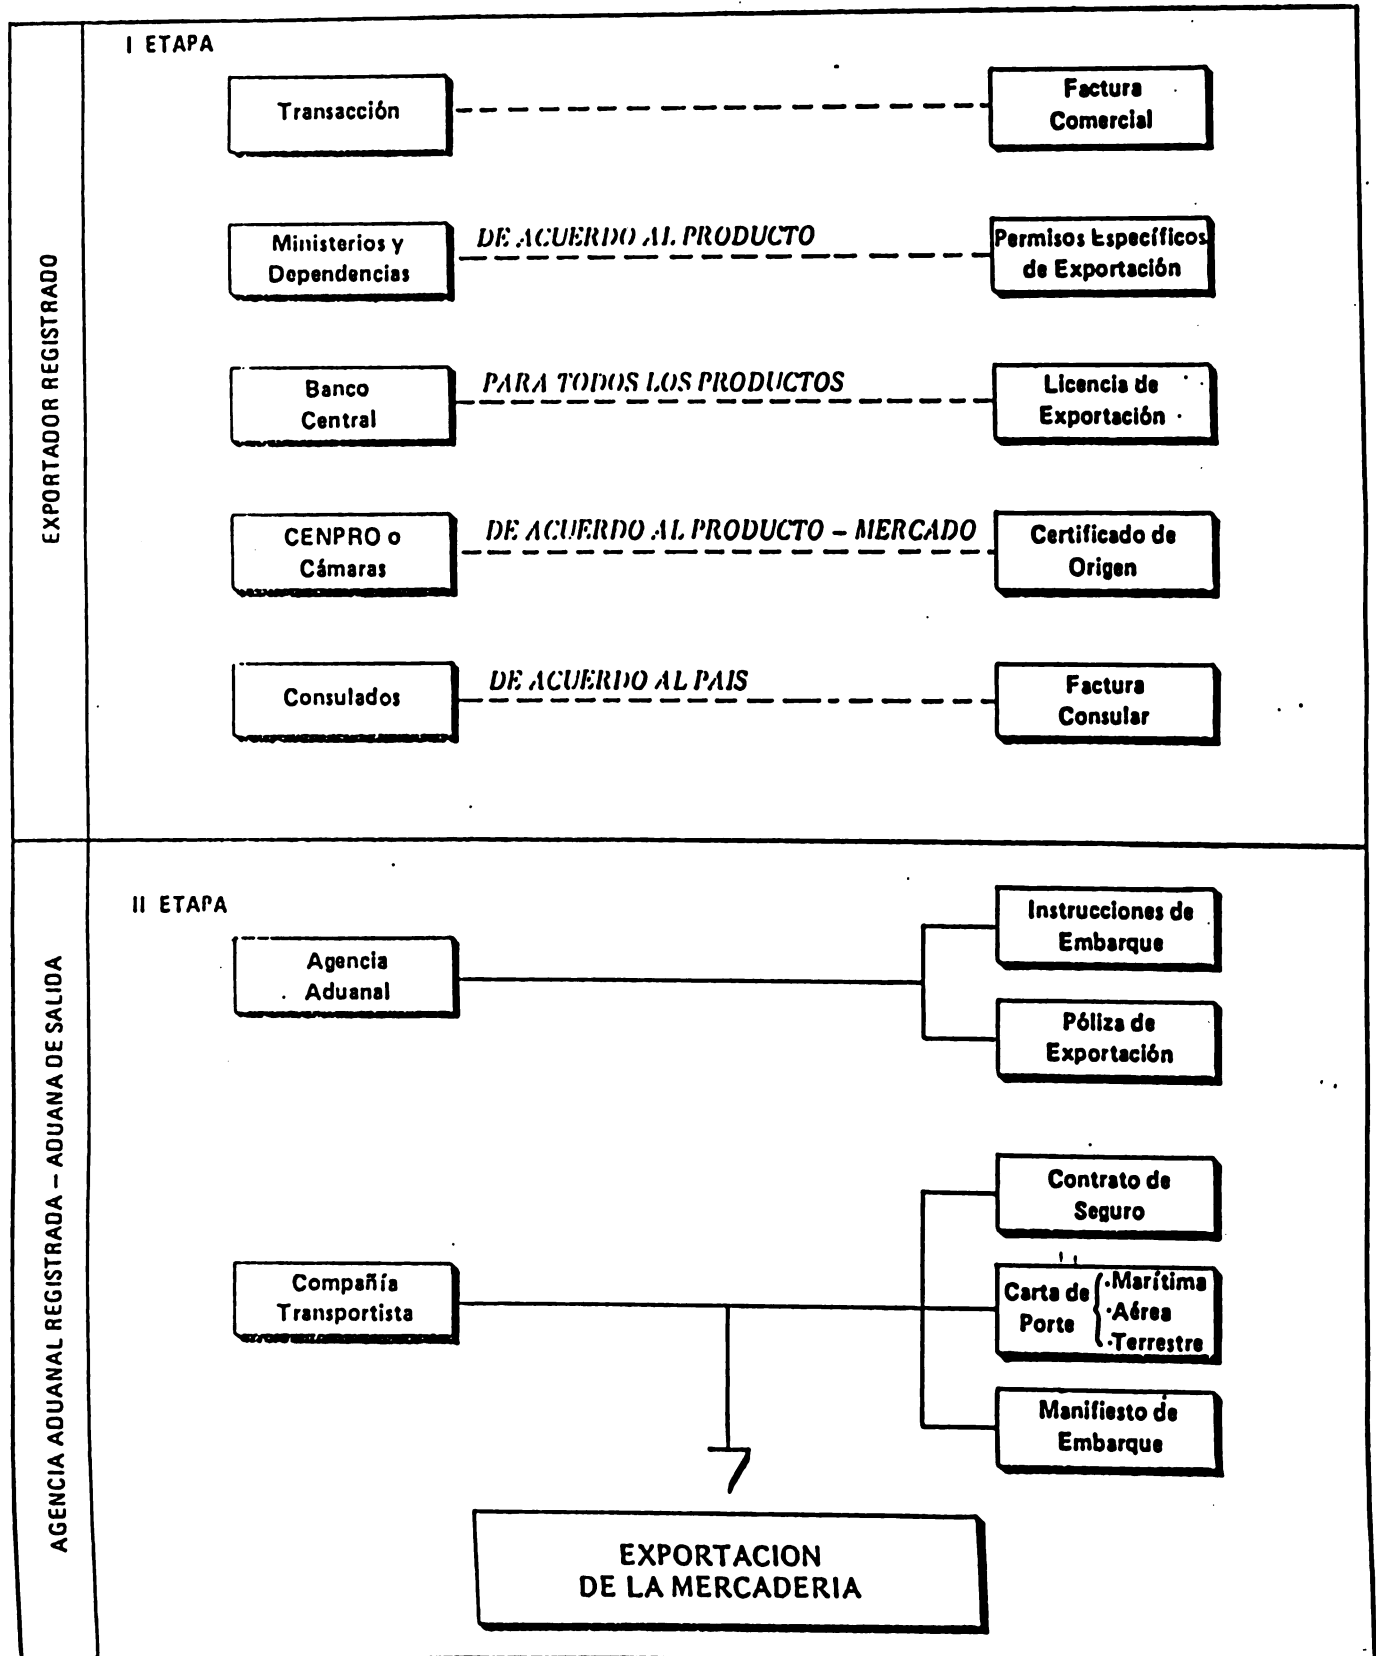 I ETAPA
EXPORTADOR REGISTRADO
Transacción
Factura
Comercial
Ministerios y
Dependencias
DE ACUERDO AL PRODUCTO
Permisos Específicos
de Exportación
Banco
Central
PARA TODOS LOS PRODUCTOS
Licencia de
Exportación
CENPRO o
Cámaras
DE ACUERDO AL PRODUCTO – MERCADO
Certificado de
Origen
Consulados
DE ACUERDO AL PAIS
Factura
Consular
II ETAPA
AGENCIA ADUANAL REGISTRADA – ADUANA DE SALIDA
Agencia
Aduanal
Instrucciones de
Embarque
Póliza de
Exportación
Compañía
Transportista
Contrato de
Seguro
Carta de
Porte
·Marítima
·Aérea
·Terrestre
Manifiesto de
Embarque
EXPORTACION
DE LA MERCADERIA